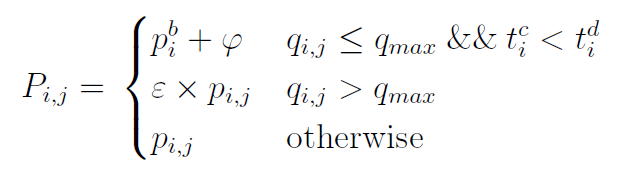 p_i^b + φ   q_{i,j} ≤ q_{max} && t_i^c < t_i^d
P_{i,j} = { ε × p_{i,j}   q_{i,j} > q_{max}
p_{i,j}   otherwise